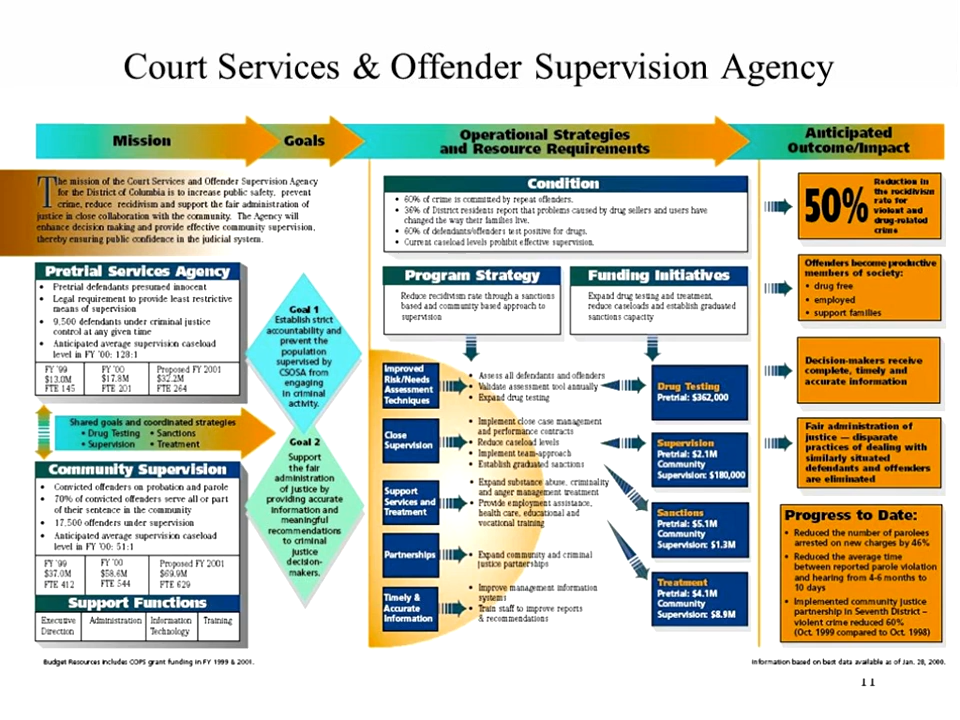 Court Services & Offender Supervision Agency
Mission
Goals
Operational Strategies
and Resource Requirements
Anticipated
Outcome/Impact
The mission of the Court Services and Offender Supervision Agency
for the District of Columbia is to increase public safety, prevent
crime, reduce recidivism and support the fair administration of
justice in close collaboration with the community. The Agency will
enhance decision making and provide effective community supervision,
thereby ensuring public confidence in the judicial system.
Pretrial Services Agency
• Pretrial defendants presumed innocent
• Legal requirement to provide least restrictive
means of supervision
• 9,500 defendants under criminal justice
control at any given time
• Anticipated average supervision caseload
level in FY '00: 128:1
FY '99
$13.0M
FTE 145
FY '00
$17.8M
FTE 201
Proposed FY 2001
$32.2M
FTE 264
Shared goals and coordinated strategies
• Drug Testing • Sanctions
• Supervision • Treatment
Community Supervision
• Convicted offenders on probation and parole
• 70% of convicted offenders serve all or part
of their sentence in the community
• 17,500 offenders under supervision
• Anticipated average supervision caseload
level in FY '00: 51:1
FY '99
$37.0M
FTE 412
FY '00
$58.6M
FTE 544
Proposed FY 2001
$69.9M
FTE 629
Support Functions
Executive
Direction
Administration
Information
Technology
Training
Budget Resources includes COPS grant funding in FY 1999 & 2001.
Goal 1
Establish strict
accountability and
prevent the
population
supervised by
CSOSA from
engaging
in criminal
activity.
Goal 2
Support
the fair
administration
of justice by
providing accurate
information and
meaningful
recommendations
to criminal
justice
decision-
makers.
Condition
• 60% of crime is committed by repeat offenders.
• 36% of District residents report that problems caused by drug sellers and users have
changed the way their families live.
• 60% of defendants/offenders test positive for drugs.
• Current caseload levels prohibit effective supervision.
Program Strategy
Reduce recidivism rate through a sanctions
based and community based approach to
supervision
Funding Initiatives
Expand drug testing and treatment,
reduce caseloads and establish graduated
sanctions capacity
Improved
Risk/Needs
Assessment
Techniques
• Assess all defendants and offenders
• Validate assessment tool annually
• Expand drug testing
Close
Supervision
• Implement close case management
and performance contracts
• Reduce caseload levels
• Implement team-approach
• Establish graduated sanctions
Support
Services and
Treatment
• Expand substance abuse, criminality
and anger management treatment
• Provide employment assistance,
health care, educational and
vocational training
Partnerships
• Expand community and criminal
justice partnerships
Timely &
Accurate
Information
• Improve management information
systems
• Train staff to improve reports
& recommendations
Drug Testing
Pretrial: $362,000
Supervision
Pretrial: $2.1M
Community
Supervision: $180,000
Sanctions
Pretrial: $5.1M
Community
Supervision: $1.3M
Treatment
Pretrial: $4.1M
Community
Supervision: $8.9M
50%
Reduction in
the recidivism
rate for
violent and
drug-related
crime
Offenders become productive
members of society:
• drug free
• employed
• support families
Decision-makers receive
complete, timely and
accurate information
Fair administration of
justice — disparate
practices of dealing with
similarly situated
defendants and offenders
are eliminated
Progress to Date:
• Reduced the number of parolees
arrested on new charges by 46%
• Reduced the average time
between reported parole violation
and hearing from 4-6 months to
10 days
• Implemented community justice
partnership in Seventh District –
violent crime reduced 60%
(Oct. 1999 compared to Oct. 1998)
Information based on best data available as of Jan. 28, 2000.
11